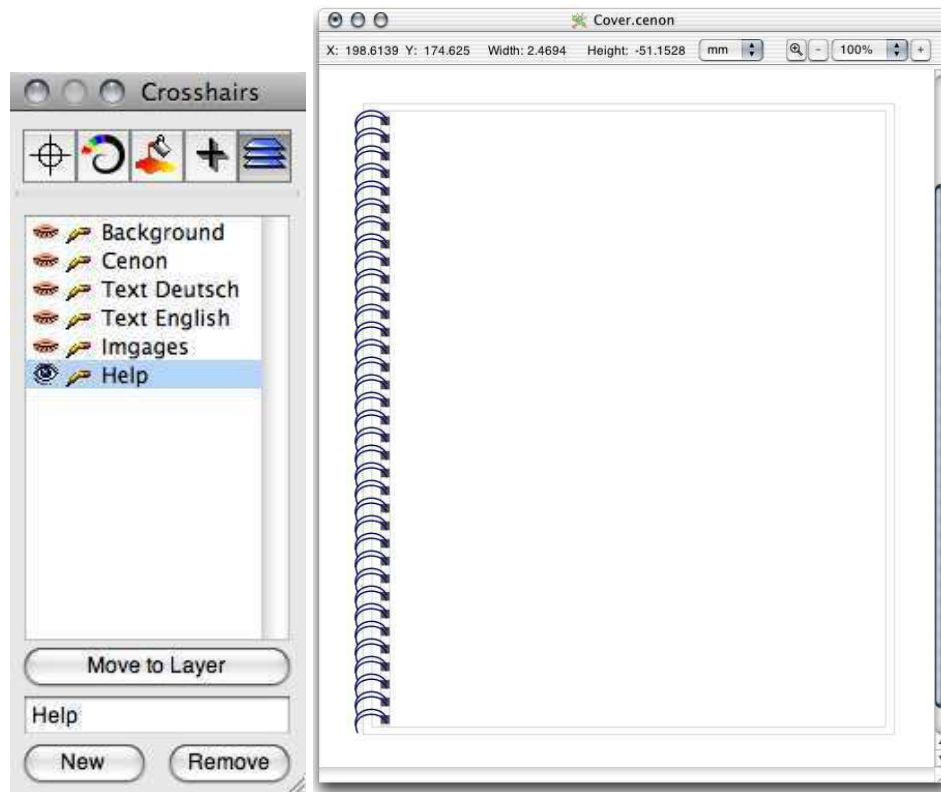 Crosshairs
Background
Cenon
Text Deutsch
Text English
Imgages
Help
Move to Layer
Help
New Remove
Cover.cenon
X: 198.6139 Y: 174.625 Width: 2.4694 Height: -51.1528 mm - 100% +